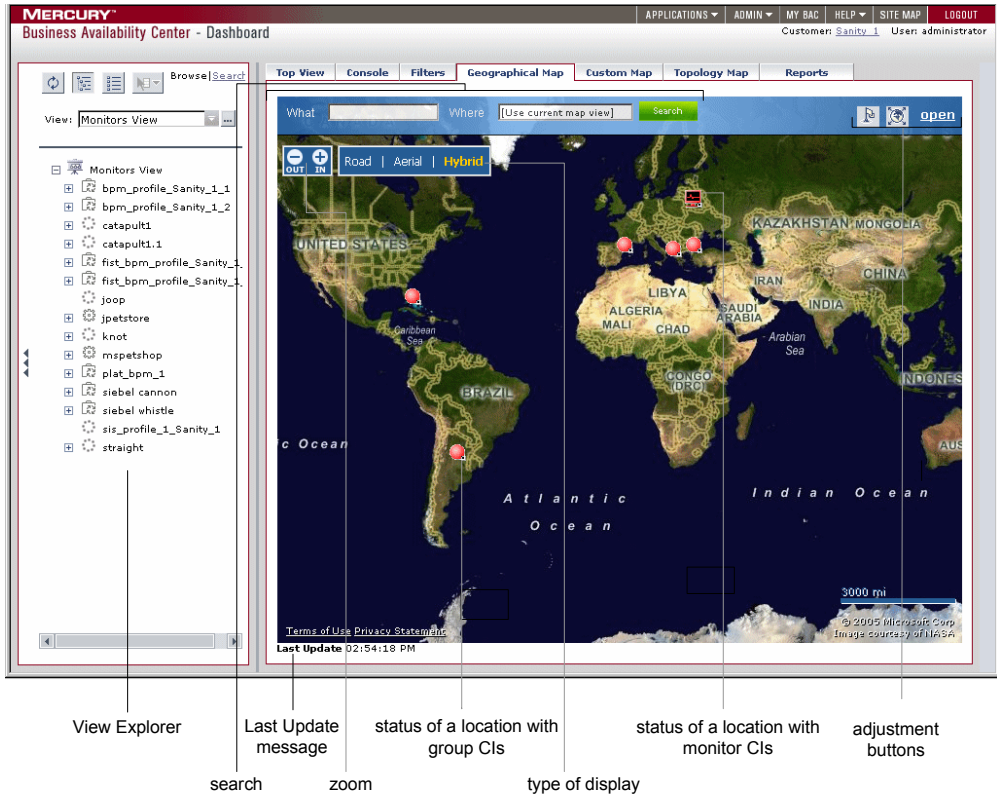 MERCURY™
APPLICATIONS ADMIN MY BAC HELP SITE MAP LOGOUT
Business Availability Center - Dashboard
Customer: Sanity 1 User: administrator
Browse|Search
View: Monitors View ...
Monitors View
bpm_profile_Sanity_1_1
bpm_profile_Sanity_1_2
catapult1
catapult1.1
fist_bpm_profile_Sanity_1_
fist_bpm_profile_Sanity_1_
joop
jpetstore
knot
mspetshop
plat_bpm_1
siebel cannon
siebel whistle
sis_profile_1_Sanity_1
straight
Top View Console Filters Geographical Map Custom Map Topology Map Reports
What Where [Use current map view] Search
open
OUT IN Road | Aerial | Hybrid
KAZAKHSTAN MONGOLIA
UNITED STATES
CHINA
IRAN
LIBYA
ALGERIA
SAUDI
ARABIA
INDIA
MALI
CHAD
Caribbean
Sea
Arabian
Sea
CONGO
(DRC)
INDONES
BRAZIL
c Ocean
AUS
Atlantic
Ocean
Indian Ocean
3000 mi
© 2005 Microsoft Corp
Image courtesy of NASA
Terms of Use Privacy Statement
Last Update 02:54:18 PM
View Explorer
Last Update
message
status of a location with
group CIs
status of a location with
monitor CIs
adjustment
buttons
search
zoom
type of display